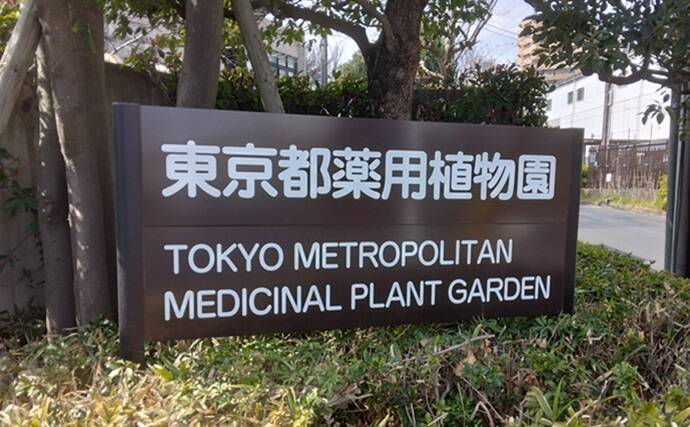 東京都薬用植物園
TOKYO METROPOLITAN
MEDICINAL PLANT GARDEN